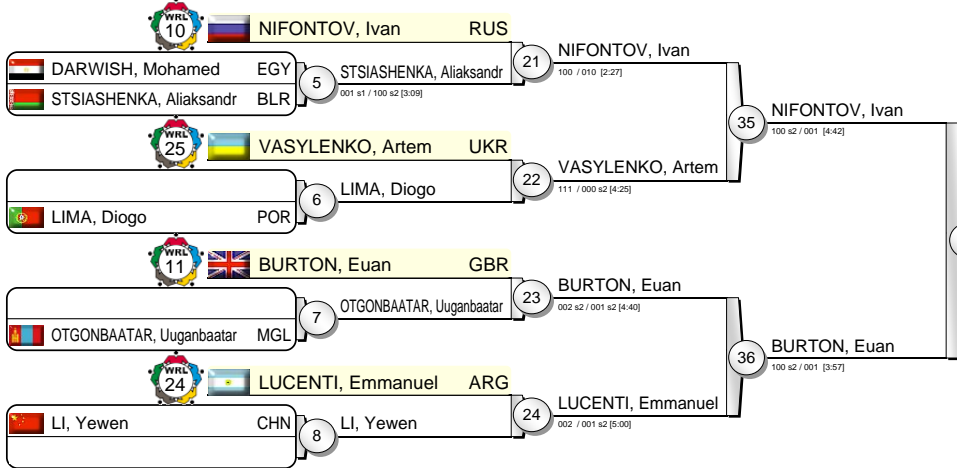 WRL
10
NIFONTOV, Ivan RUS
DARWISH, Mohamed EGY
STSIASHENKA, Aliaksandr BLR
5
STSIASHENKA, Aliaksandr
001 s1 / 100 s2 [3:09]
21
NIFONTOV, Ivan
100 / 010 [2:27]
WRL
25
VASYLENKO, Artem UKR
LIMA, Diogo POR
6
LIMA, Diogo
22
VASYLENKO, Artem
111 / 000 s2 [4:25]
35
NIFONTOV, Ivan
100 s2 / 001 [4:42]
WRL
11
BURTON, Euan GBR
OTGONBAATAR, Uuganbaatar MGL
7
OTGONBAATAR, Uuganbaatar
23
BURTON, Euan
002 s2 / 001 s2 [4:40]
WRL
24
LUCENTI, Emmanuel ARG
LI, Yewen CHN
8
LI, Yewen
24
LUCENTI, Emmanuel
002 / 001 s2 [5:00]
36
BURTON, Euan
100 s2 / 001 [3:57]